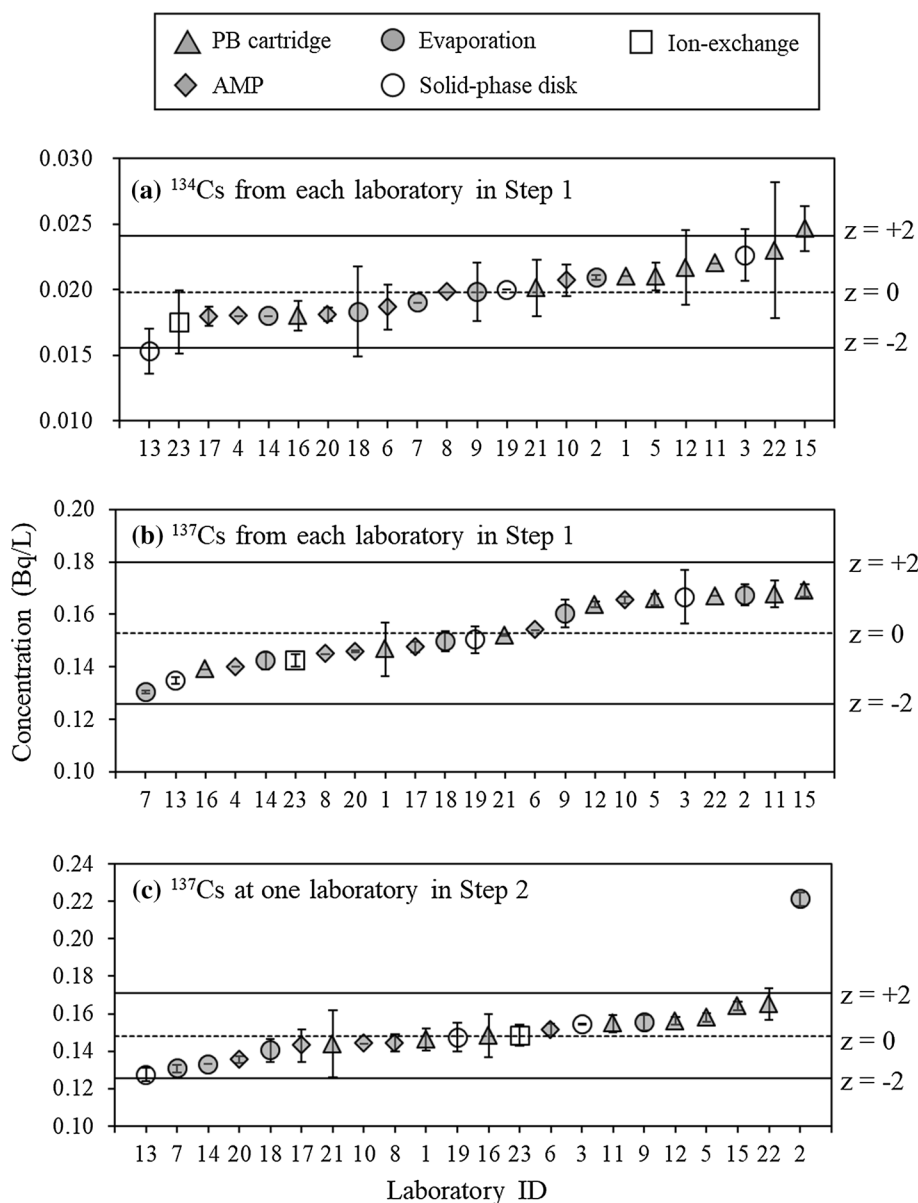 PB cartridge Evaporation Ion-exchange
AMP Solid-phase disk
0.030
(a) ¹³⁴Cs from each laboratory in Step 1
0.025
z = +2
0.020
z = 0
0.015
z = -2
0.010
13 23 17 4 14 16 20 18 6 7 8 9 19 21 10 2 1 5 12 11 3 22 15
Concentration (Bq/L)
0.20
(b) ¹³⁷Cs from each laboratory in Step 1
0.18
z = +2
0.16
z = 0
0.14
0.12
z = -2
0.10
7 13 16 4 14 23 8 20 1 17 18 19 21 6 9 12 10 5 3 22 2 11 15
0.24
(c) ¹³⁷Cs at one laboratory in Step 2
0.22
0.20
0.18
z = +2
0.16
z = 0
0.14
z = -2
0.12
0.10
13 7 14 20 18 17 21 10 8 1 19 16 23 6 3 11 9 12 5 15 22 2
Laboratory ID